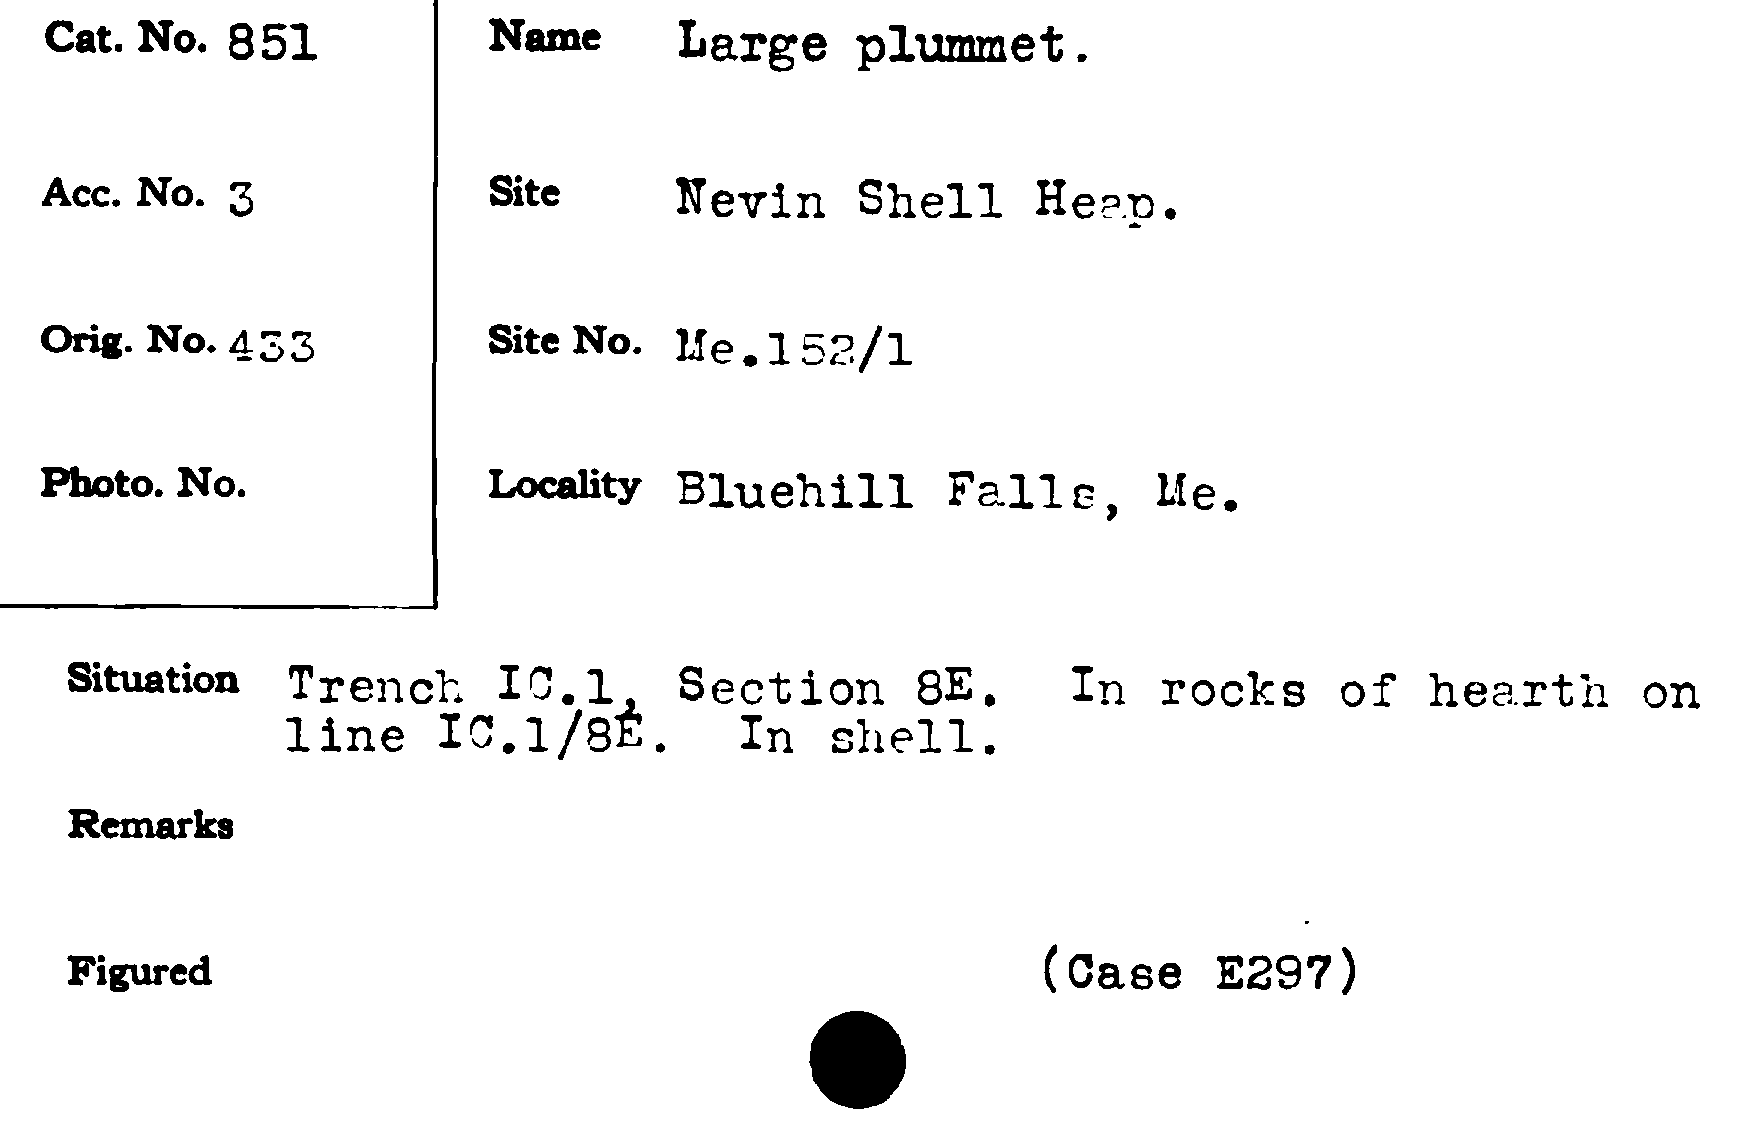 Cat. No. 851
Name Large plummet.
Acc. No. 3
Site Nevin Shell Heap.
Orig. No. 433
Site No. Me.152/1
Photo. No.
Locality Bluehill Falls, Me.
Situation Trench IC.1, Section 8E. In rocks of hearth on
line IC.1/8E. In shell.
Remarks
Figured
(Case E297)